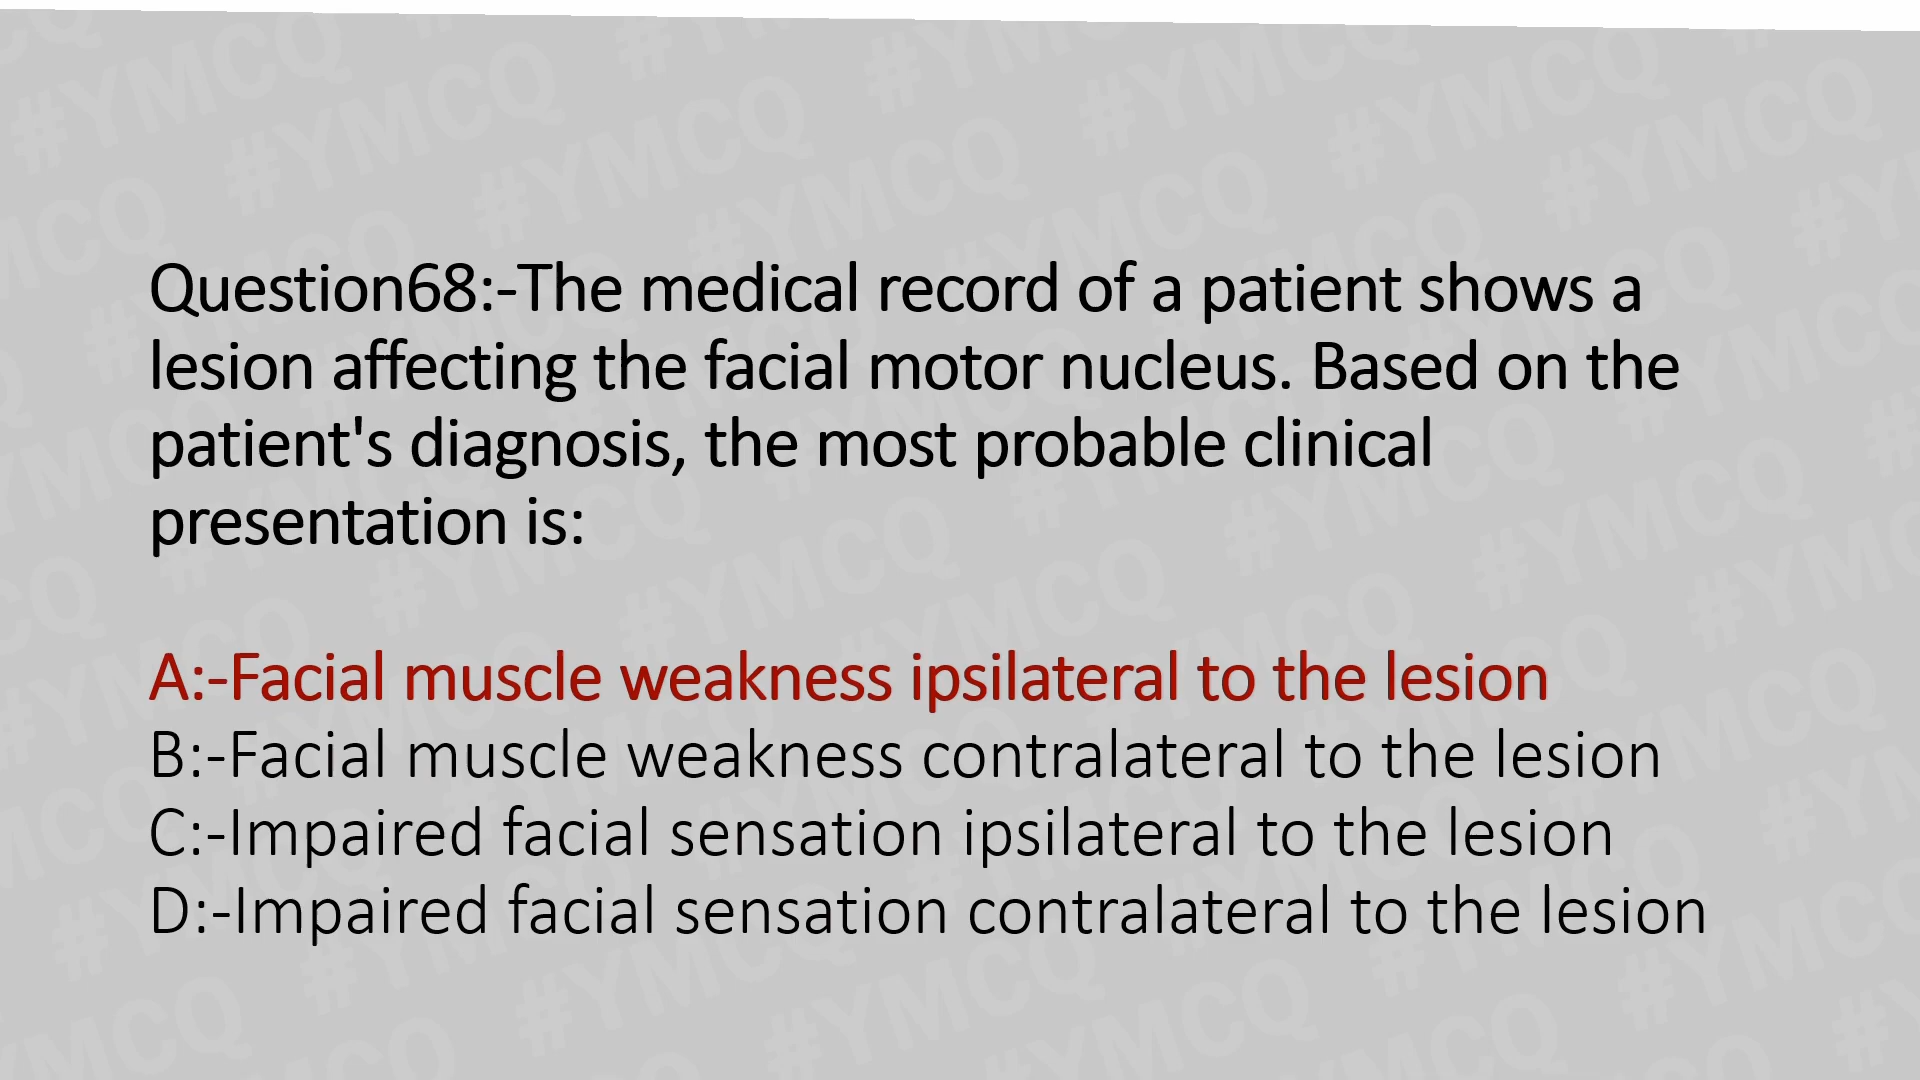 Question68:-The medical record of a patient shows a
lesion affecting the facial motor nucleus. Based on the
patient's diagnosis, the most probable clinical
presentation is:
A:-Facial muscle weakness ipsilateral to the lesion
B:-Facial muscle weakness contralateral to the lesion
C:-Impaired facial sensation ipsilateral to the lesion
D:-Impaired facial sensation contralateral to the lesion
#YMCQ